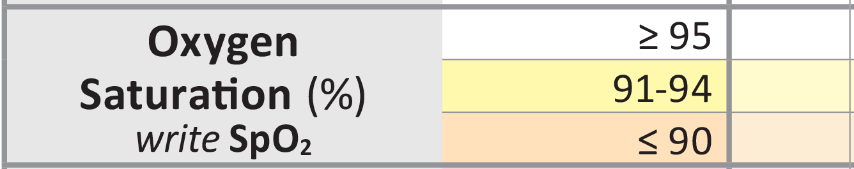 Oxygen
Saturation (%)
write SpO₂
≥ 95
91-94
≤ 90